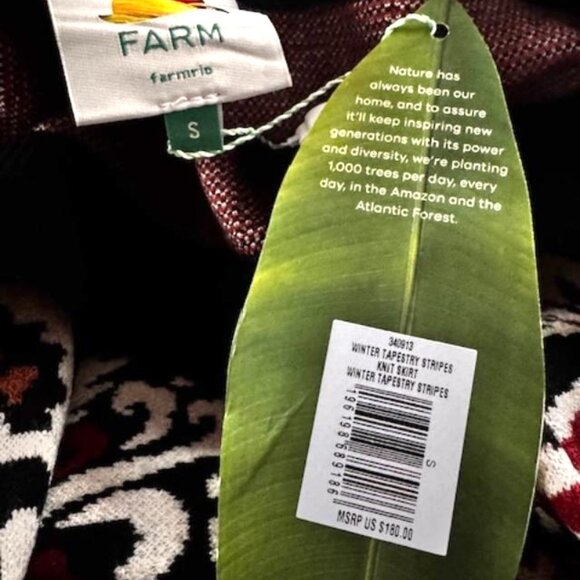 FARM
farmrio
S
Nature has
always been our
home, and to assure
it'll keep inspiring new
generations with its power
and diversity, we're planting
1,000 trees per day, every
day, in the Amazon and the
Atlantic Forest.
340913
WINTER TAPESTRY STRIPES
KNIT SKIRT
WINTER TAPESTRY STRIPES
196198689186
S
MSRP US $180.00